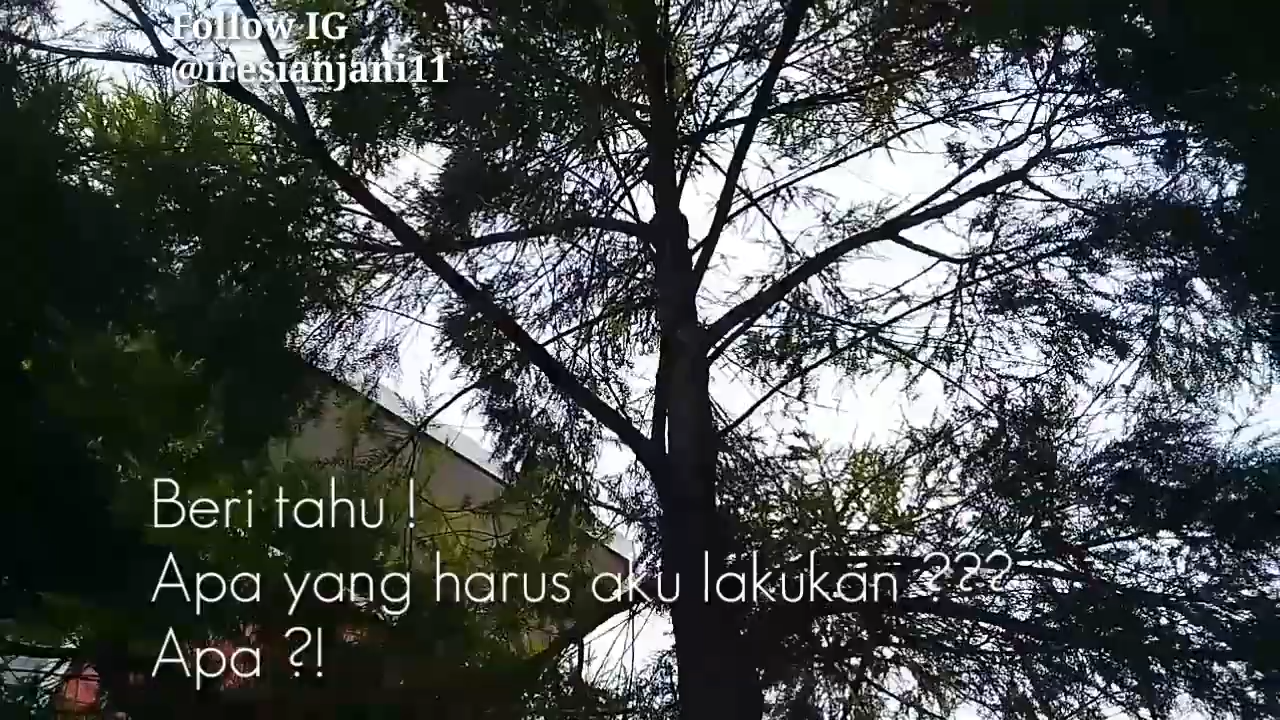 Follow IG
@iresianjani11
Beri tahu !
Apa yang harus aku lakukan ???
Apa ?!